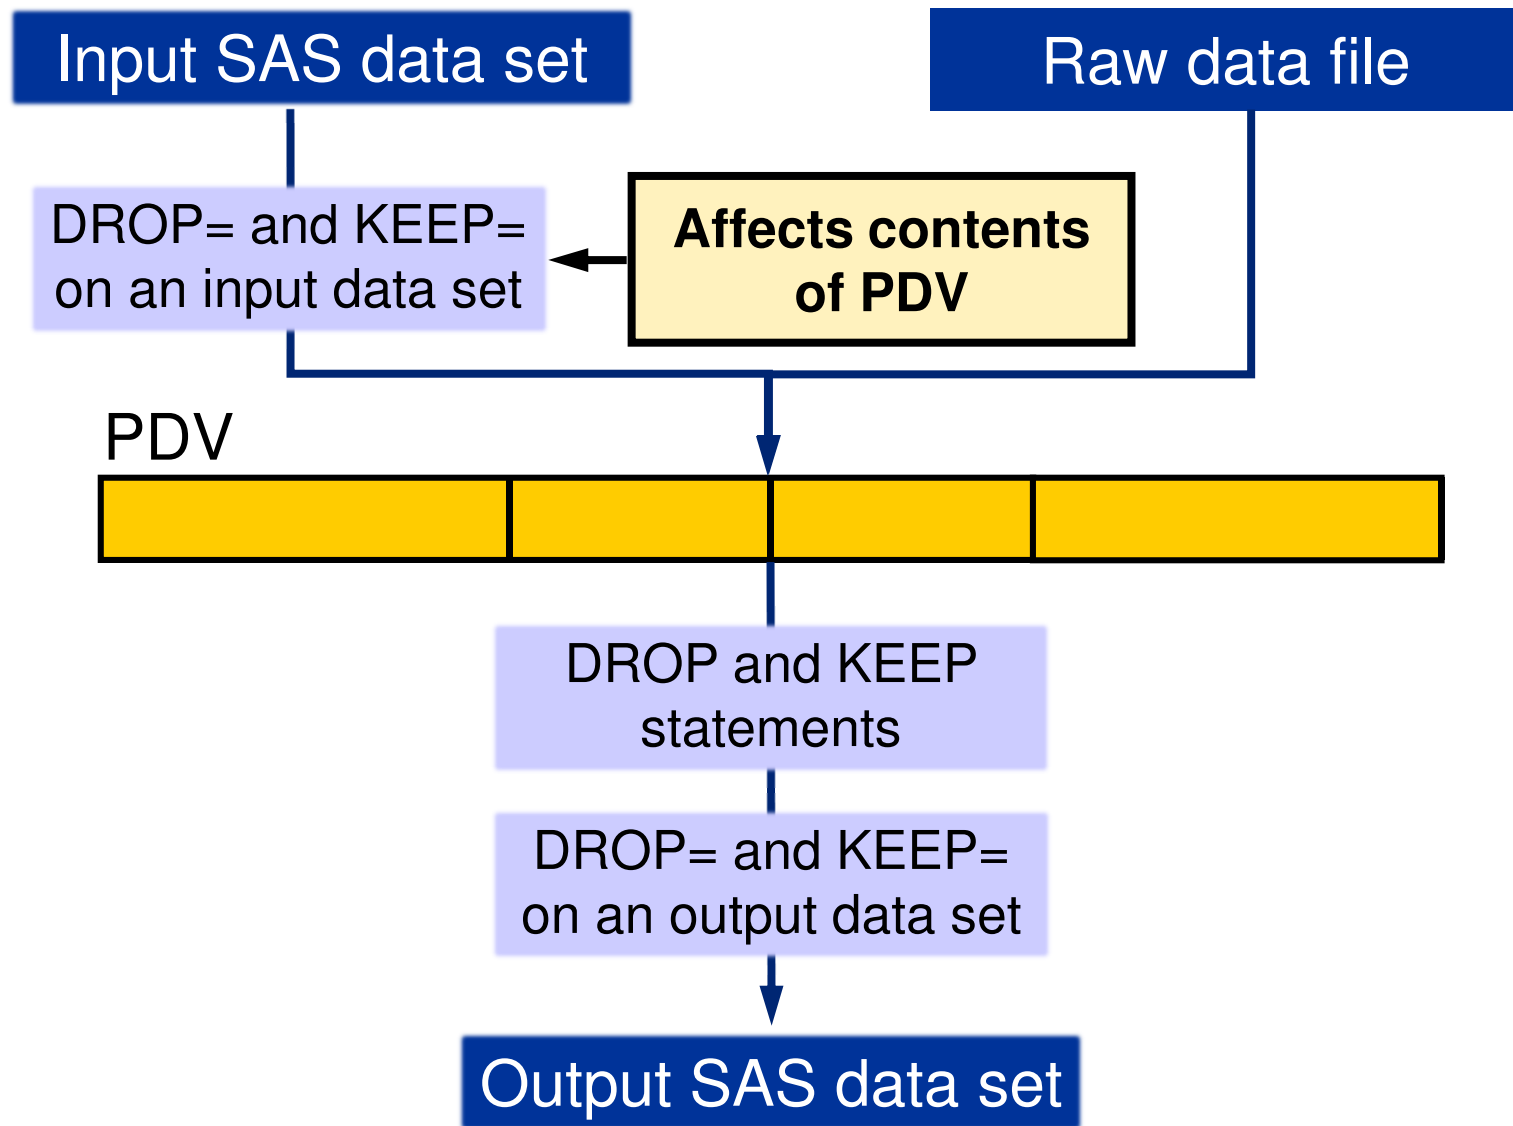 Input SAS data set
Raw data file
DROP= and KEEP=
on an input data set
Affects contents
of PDV
PDV
DROP and KEEP
statements
DROP= and KEEP=
on an output data set
Output SAS data set